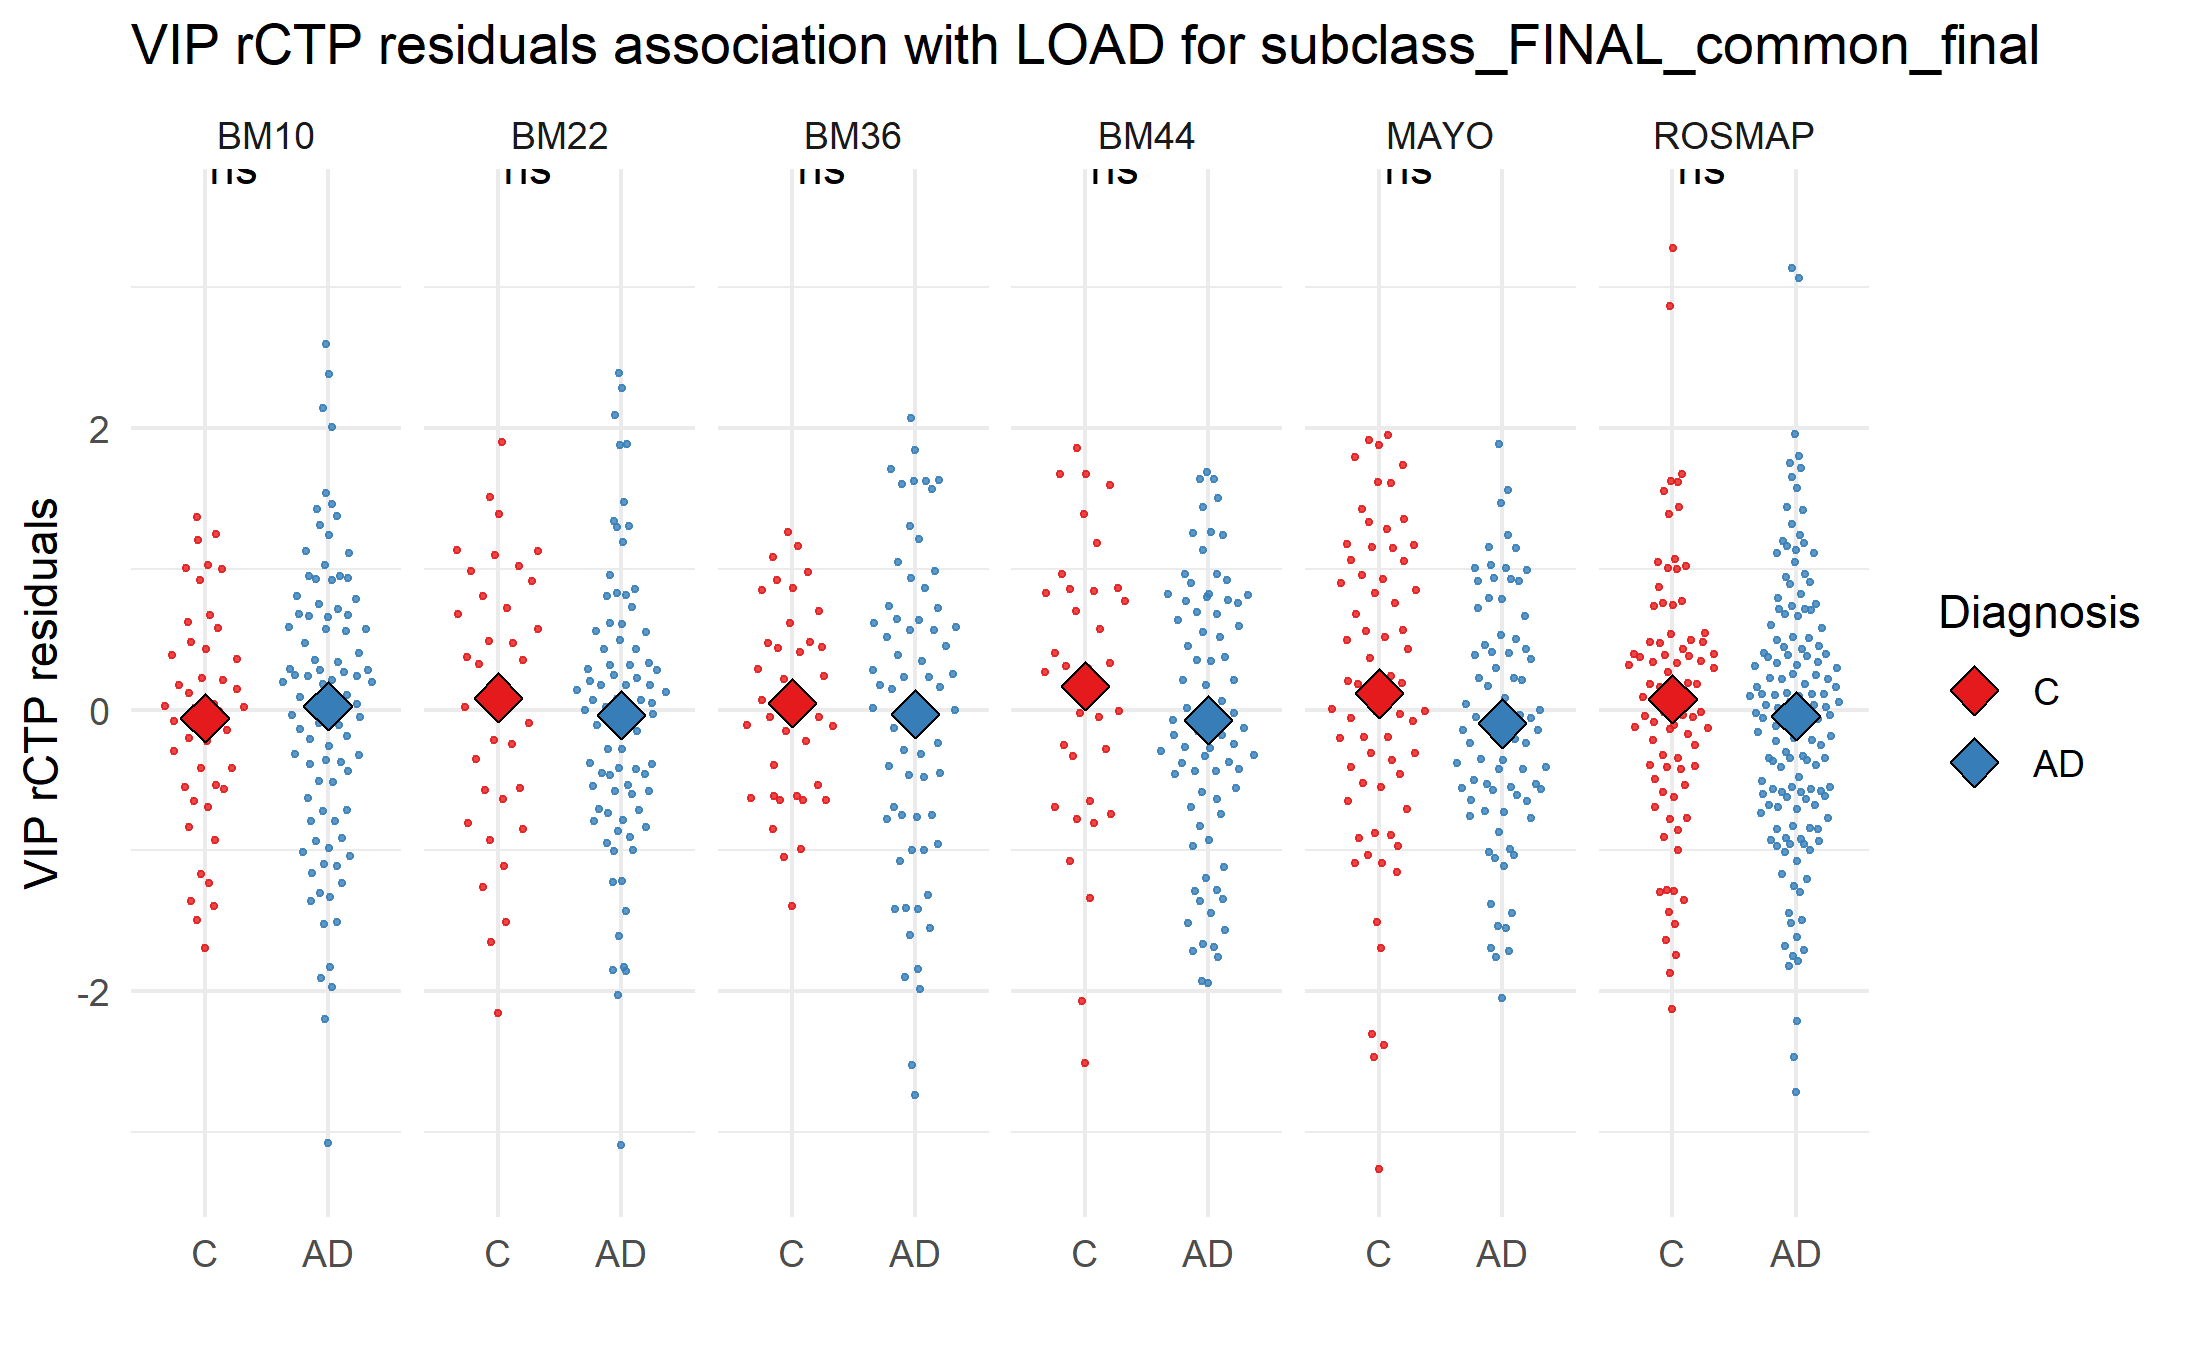 VIP rCTP residuals association with LOAD for subclass_FINAL_common_final
BM10 BM22 BM36 BM44 MAYO ROSMAP
ns ns ns ns ns ns
VIP rCTP residuals
2
0
-2
C AD C AD C AD C AD C AD C AD
Diagnosis
C
AD